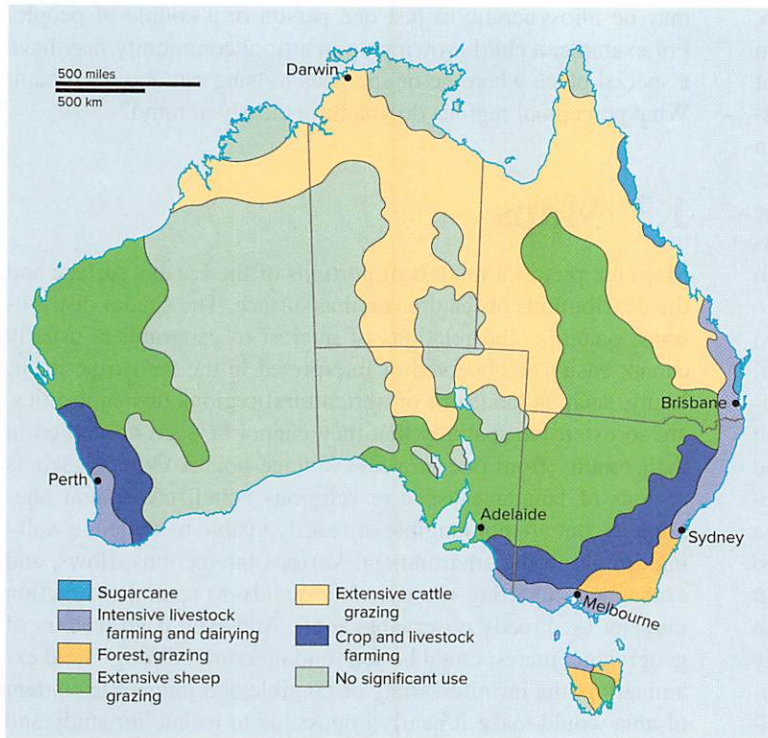 500 miles
500 km
Darwin
Brisbane
Perth
Adelaide
Sydney
Melbourne
Sugarcane
Intensive livestock
farming and dairying
Forest, grazing
Extensive sheep
grazing
Extensive cattle
grazing
Crop and livestock
farming
No significant use